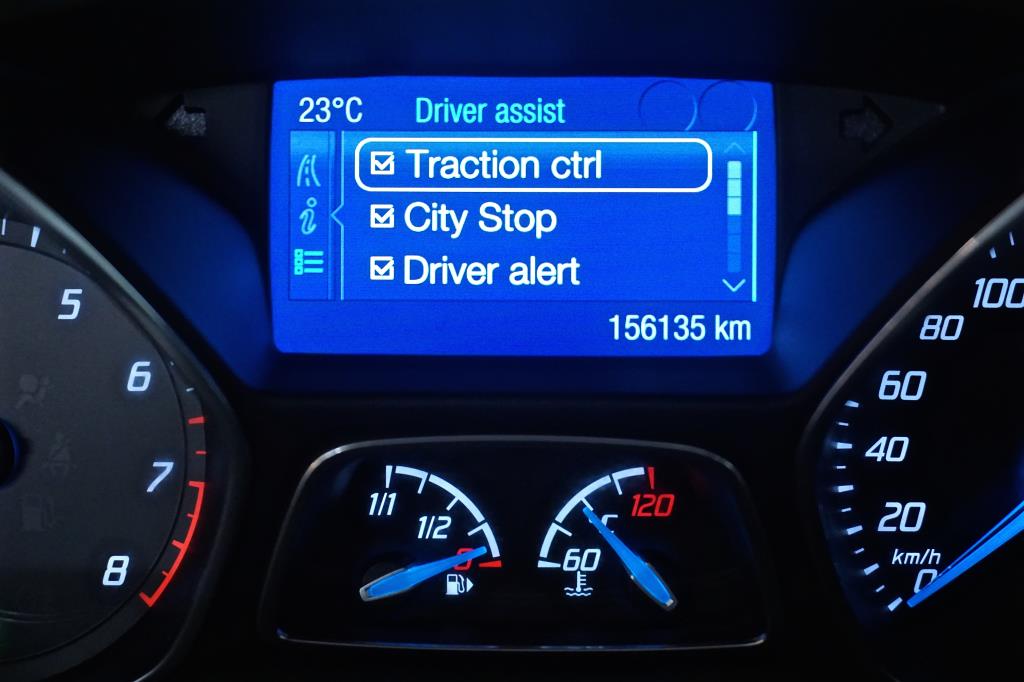 23°C Driver assist
Traction ctrl
City Stop
Driver alert
156135 km
5
6
7
8
1/1
1/2
0
60
C
120
100
80
60
40
20
km/h
0